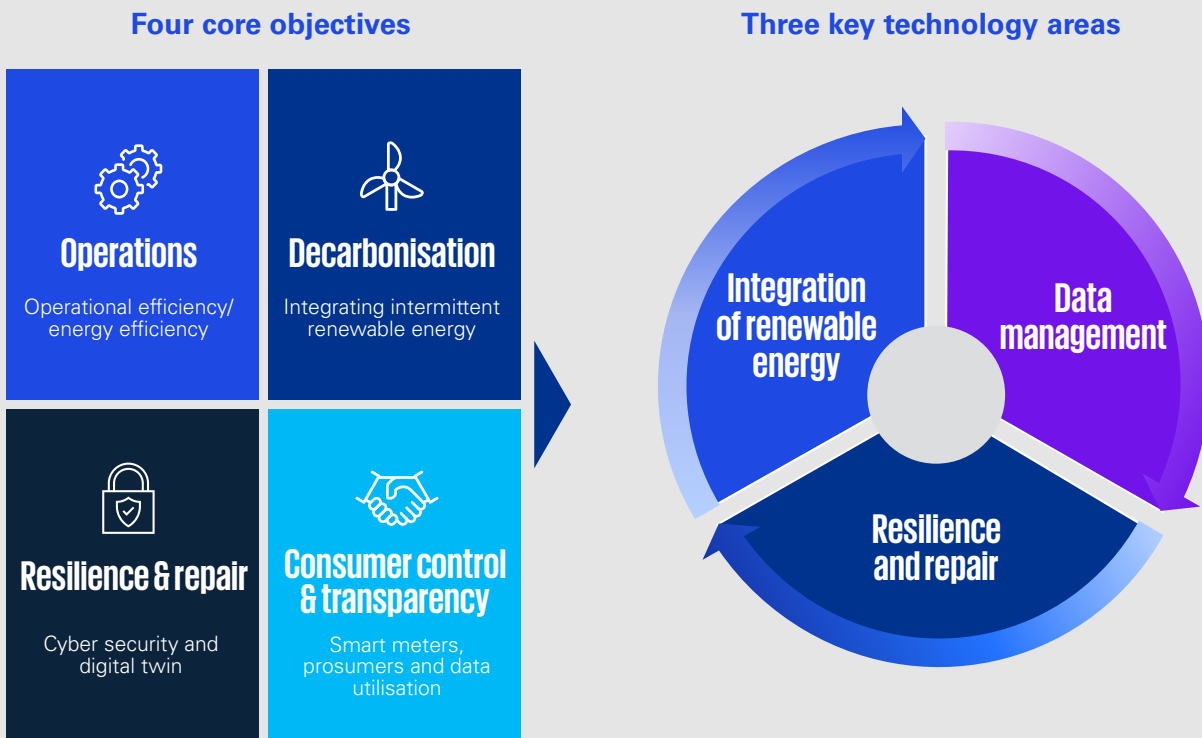 Four core objectives
Operations
Operational efficiency/
energy efficiency
Decarbonisation
Integrating intermittent
renewable energy
Resilience & repair
Cyber security and
digital twin
Consumer control
& transparency
Smart meters,
prosumers and data
utilisation
Three key technology areas
Integration
of renewable
energy
Data
management
Resilience
and repair